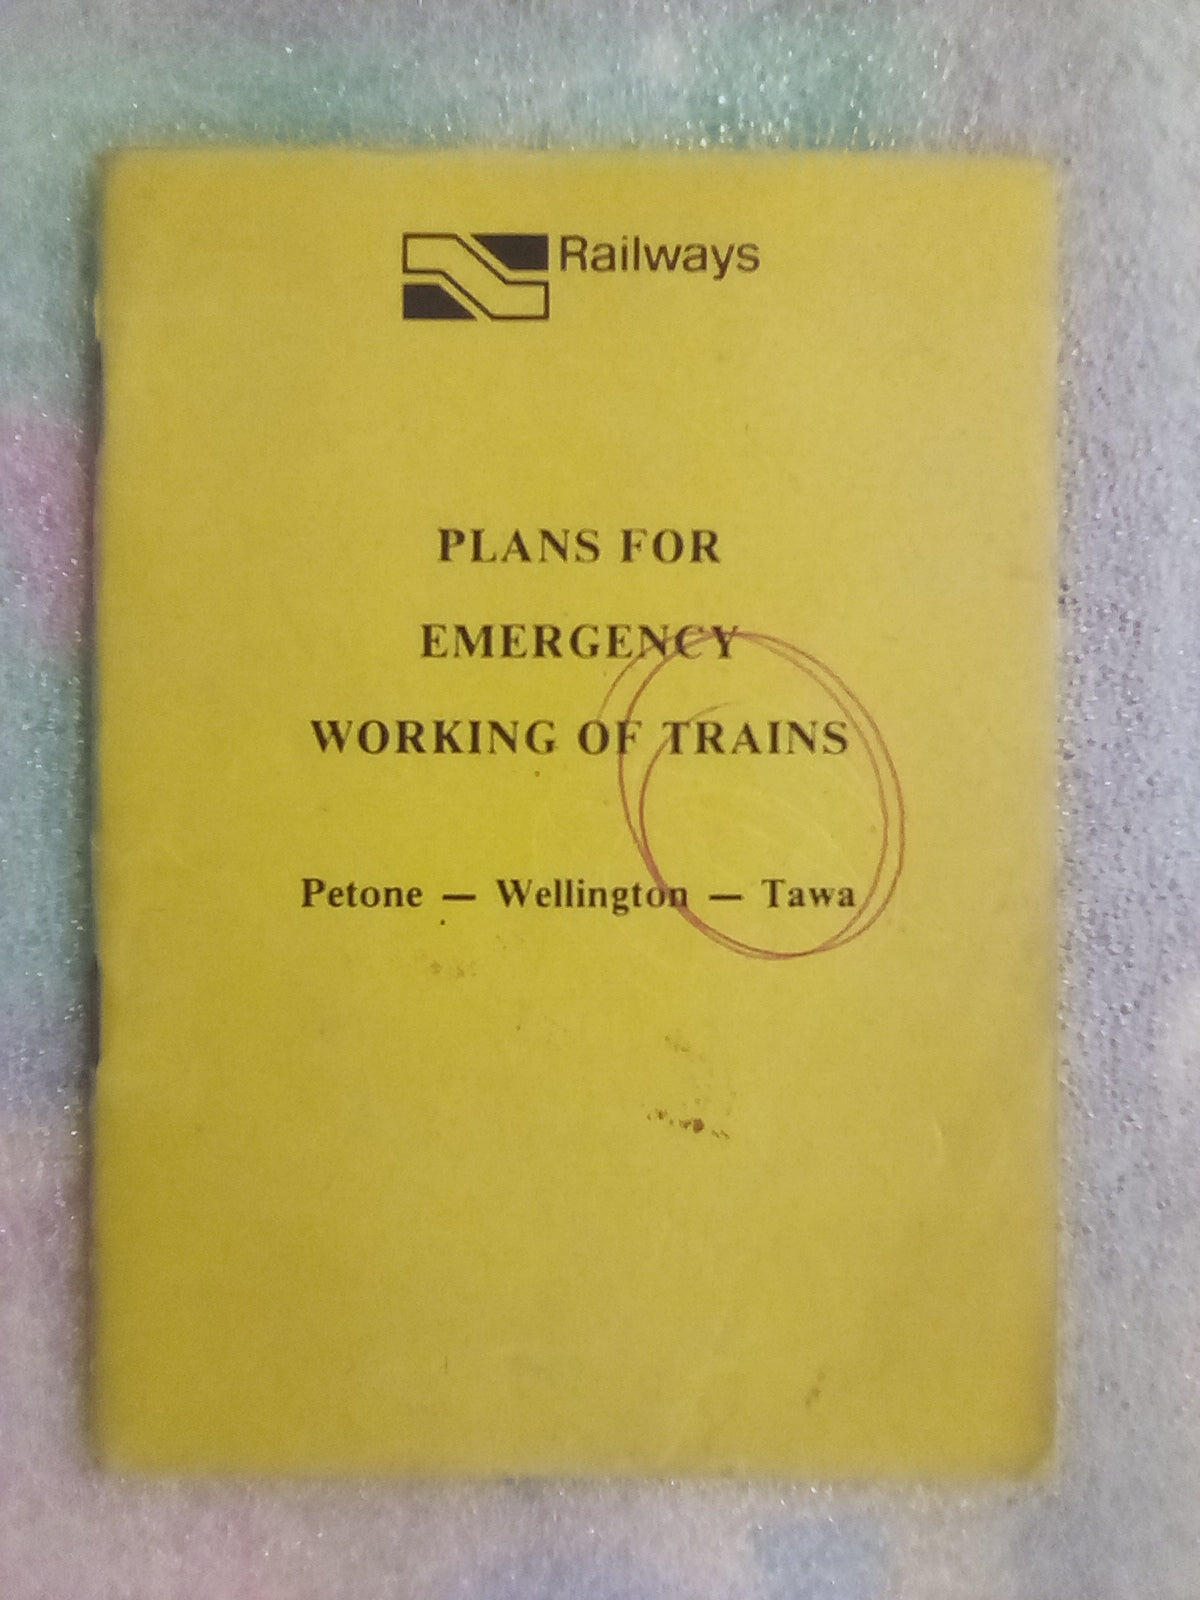 Railways
PLANS FOR
EMERGENCY
WORKING OF TRAINS
Petone — Wellington — Tawa